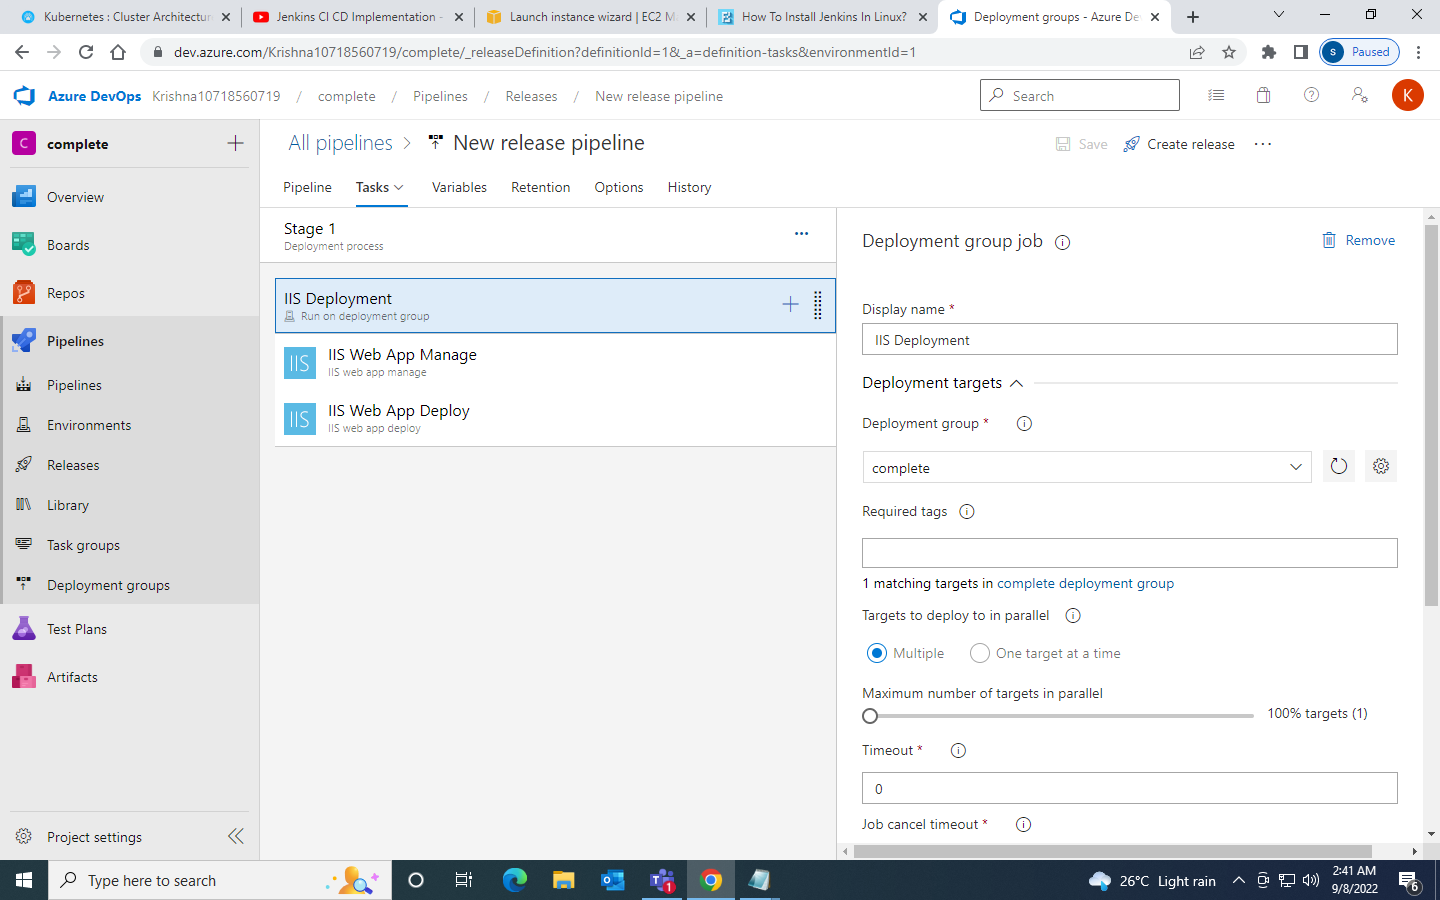 Kubernetes : Cluster Architectur
Jenkins CI CD Implementation -
Launch instance wizard | EC2 M
How To Install Jenkins In Linux?
Deployment groups - Azure De
dev.azure.com/Krishna10718560719/complete/_releaseDefinition?definitionId=1&_a=definition-tasks&environmentId=1
s Paused
Azure DevOps Krishna10718560719 / complete / Pipelines / Releases / New release pipeline
Search
K
C complete
All pipelines > New release pipeline
Save Create release ...
Pipeline Tasks Variables Retention Options History
Overview
Boards
Repos
Pipelines
Pipelines
Environments
Releases
Library
Task groups
Deployment groups
Test Plans
Artifacts
Project settings
Stage 1
Deployment process
IIS Deployment
Run on deployment group
IIS IIS Web App Manage
IIS web app manage
IIS IIS Web App Deploy
IIS web app deploy
Deployment group job
Remove
Display name *
IIS Deployment
Deployment targets
Deployment group *
complete
Required tags
1 matching targets in complete deployment group
Targets to deploy to in parallel
Multiple One target at a time
Maximum number of targets in parallel
100% targets (1)
Timeout *
0
Job cancel timeout *
Type here to search
1
26°C Light rain
2:41 AM
9/8/2022
6